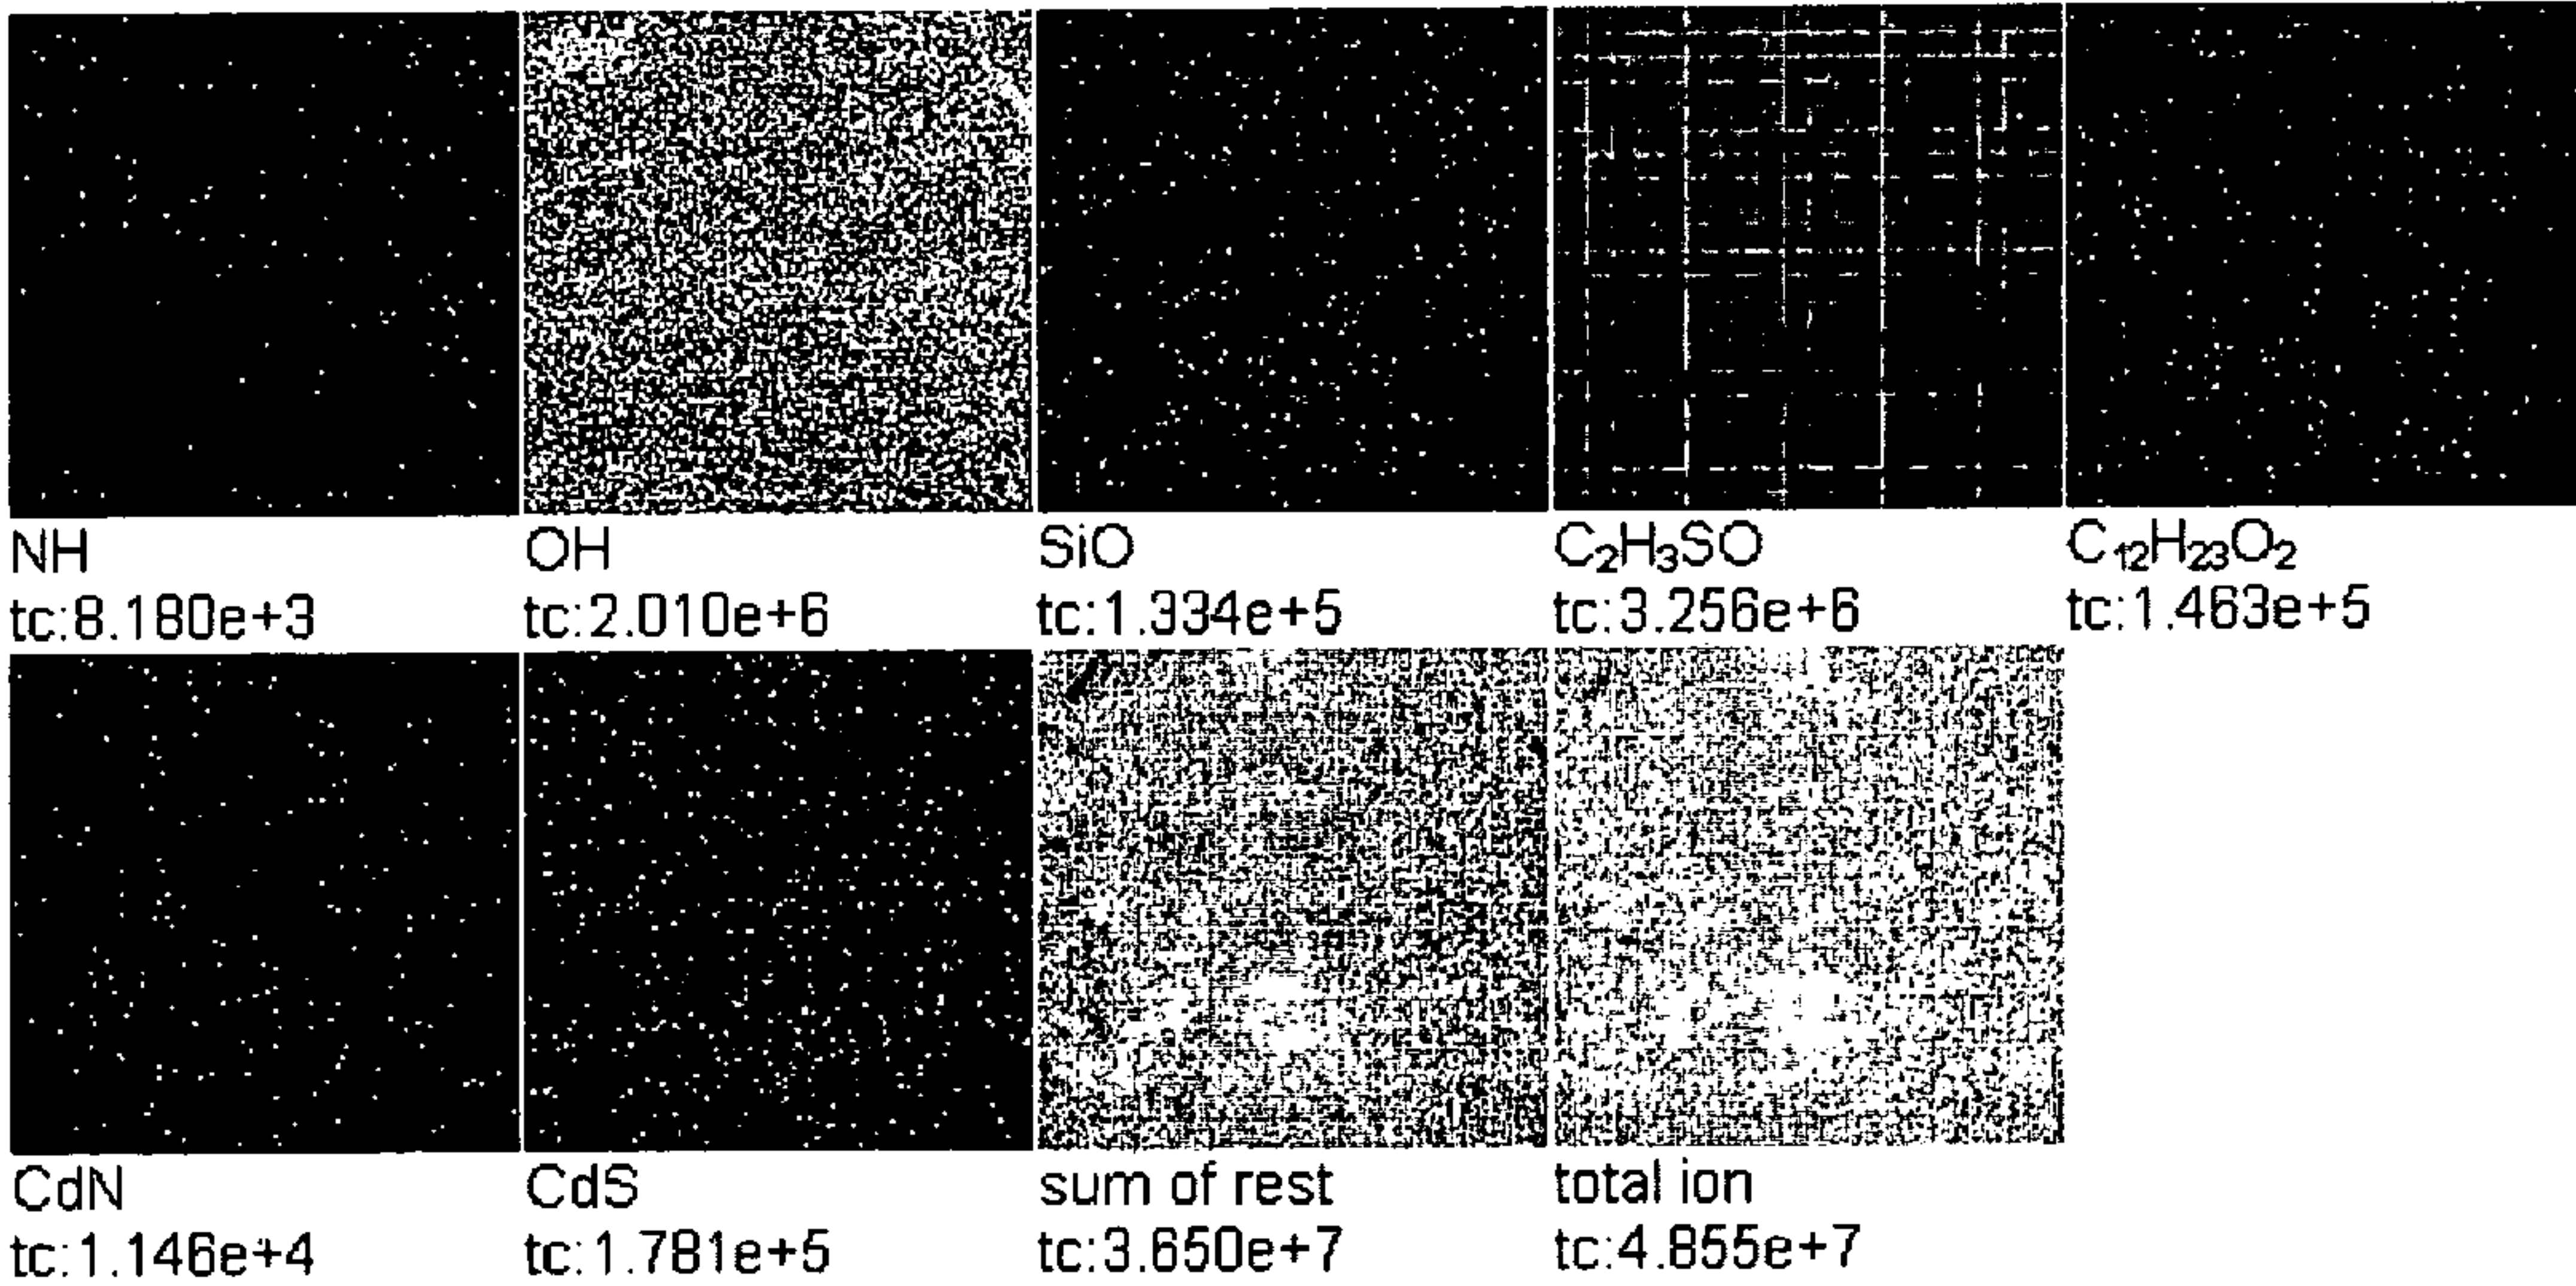 NH
tc:8.180e+3
OH
tc:2.010e+6
SiO
tc:1.334e+5
C₂H₃SO
tc:3.256e+6
C₁₂H₂₃O₂
tc:1.463e+5
CdN
tc:1.146e+4
CdS
tc:1.781e+5
sum of rest
tc:3.650e+7
total ion
tc:4.855e+7